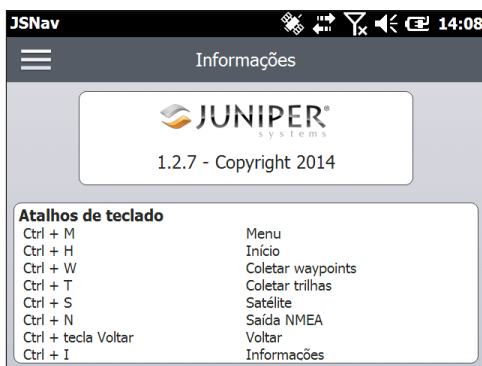 JSNav 14:08
Informações
JUNIPER®
systems
1.2.7 - Copyright 2014
Atalhos de teclado
Ctrl + M Menu
Ctrl + H Início
Ctrl + W Coletar waypoints
Ctrl + T Coletar trilhas
Ctrl + S Satélite
Ctrl + N Saída NMEA
Ctrl + tecla Voltar Voltar
Ctrl + I Informações